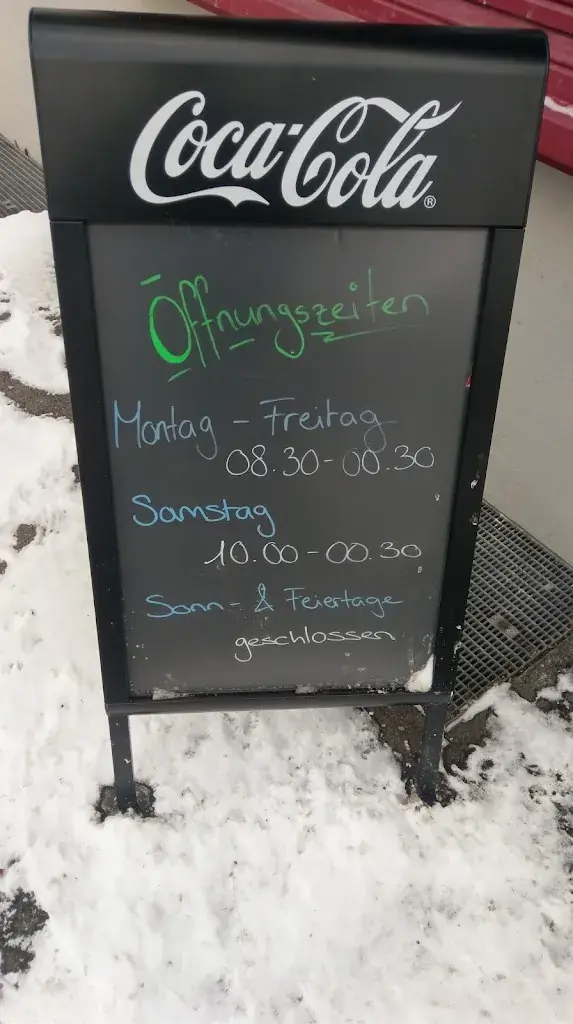 Coca-Cola®
Öffnungszeiten
Montag - Freitag
08.30-00.30
Samstag
10.00-00.30
Sonn- & Feiertage
geschlossen